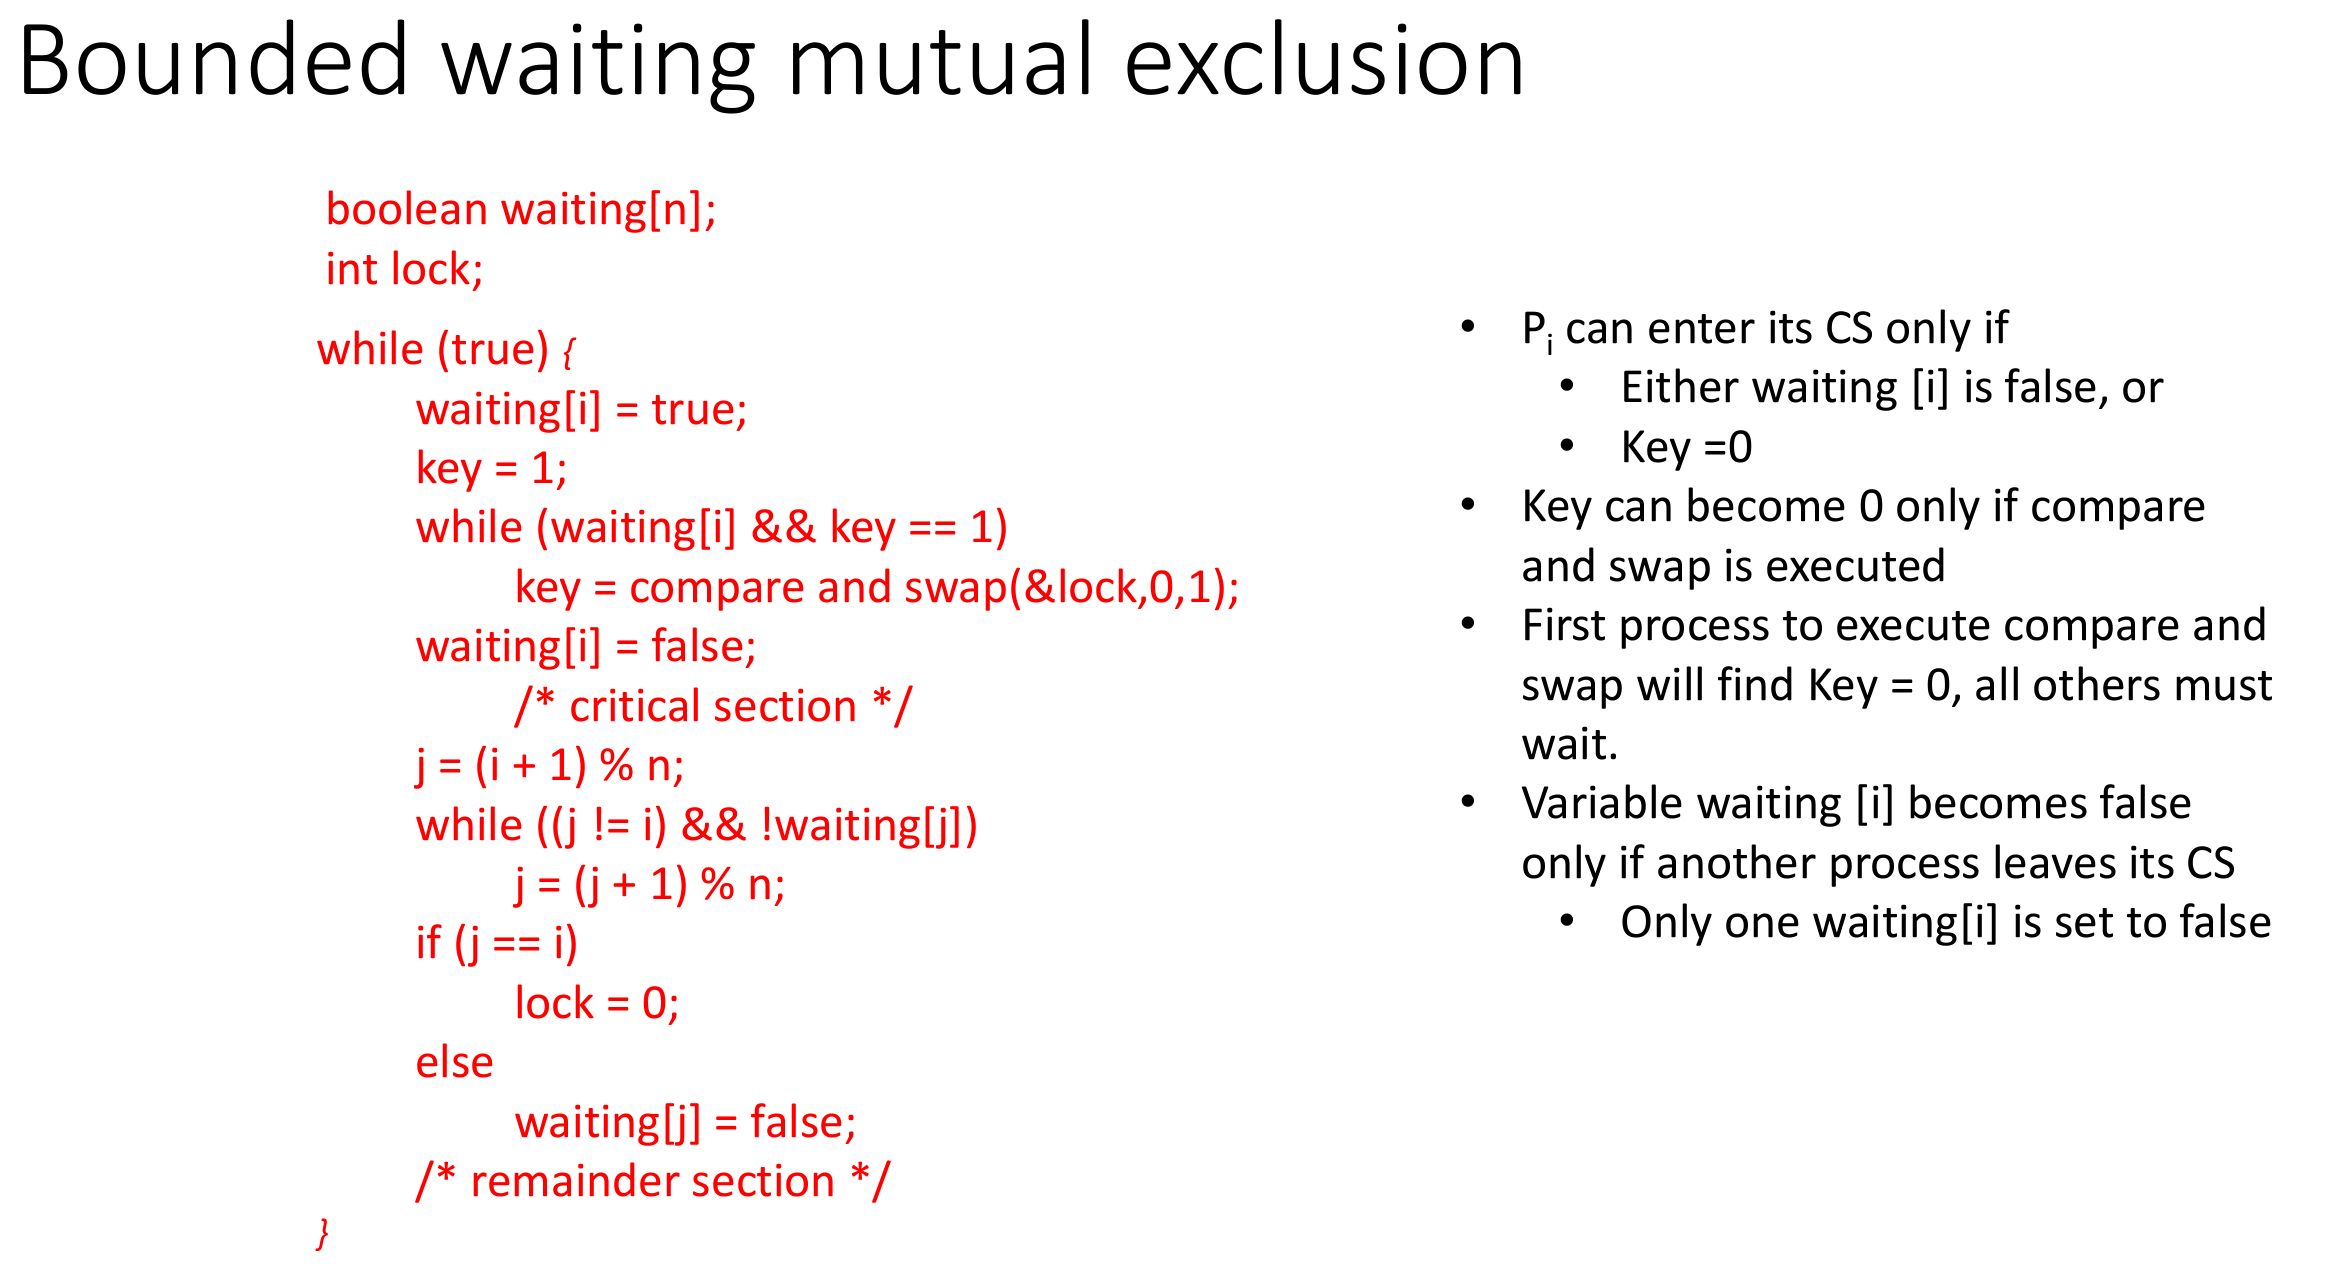 Bounded waiting mutual exclusion
boolean waiting[n];
int lock;
while (true) {
waiting[i] = true;
key = 1;
while (waiting[i] && key == 1)
key = compare and swap(&lock,0,1);
waiting[i] = false;
/* critical section */
j = (i + 1) % n;
while ((j != i) && !waiting[j])
j = (j + 1) % n;
if (j == i)
lock = 0;
else
waiting[j] = false;
/* remainder section */
}
• Pi can enter its CS only if
• Either waiting [i] is false, or
• Key =0
• Key can become 0 only if compare
and swap is executed
• First process to execute compare and
swap will find Key = 0, all others must
wait.
• Variable waiting [i] becomes false
only if another process leaves its CS
• Only one waiting[i] is set to false